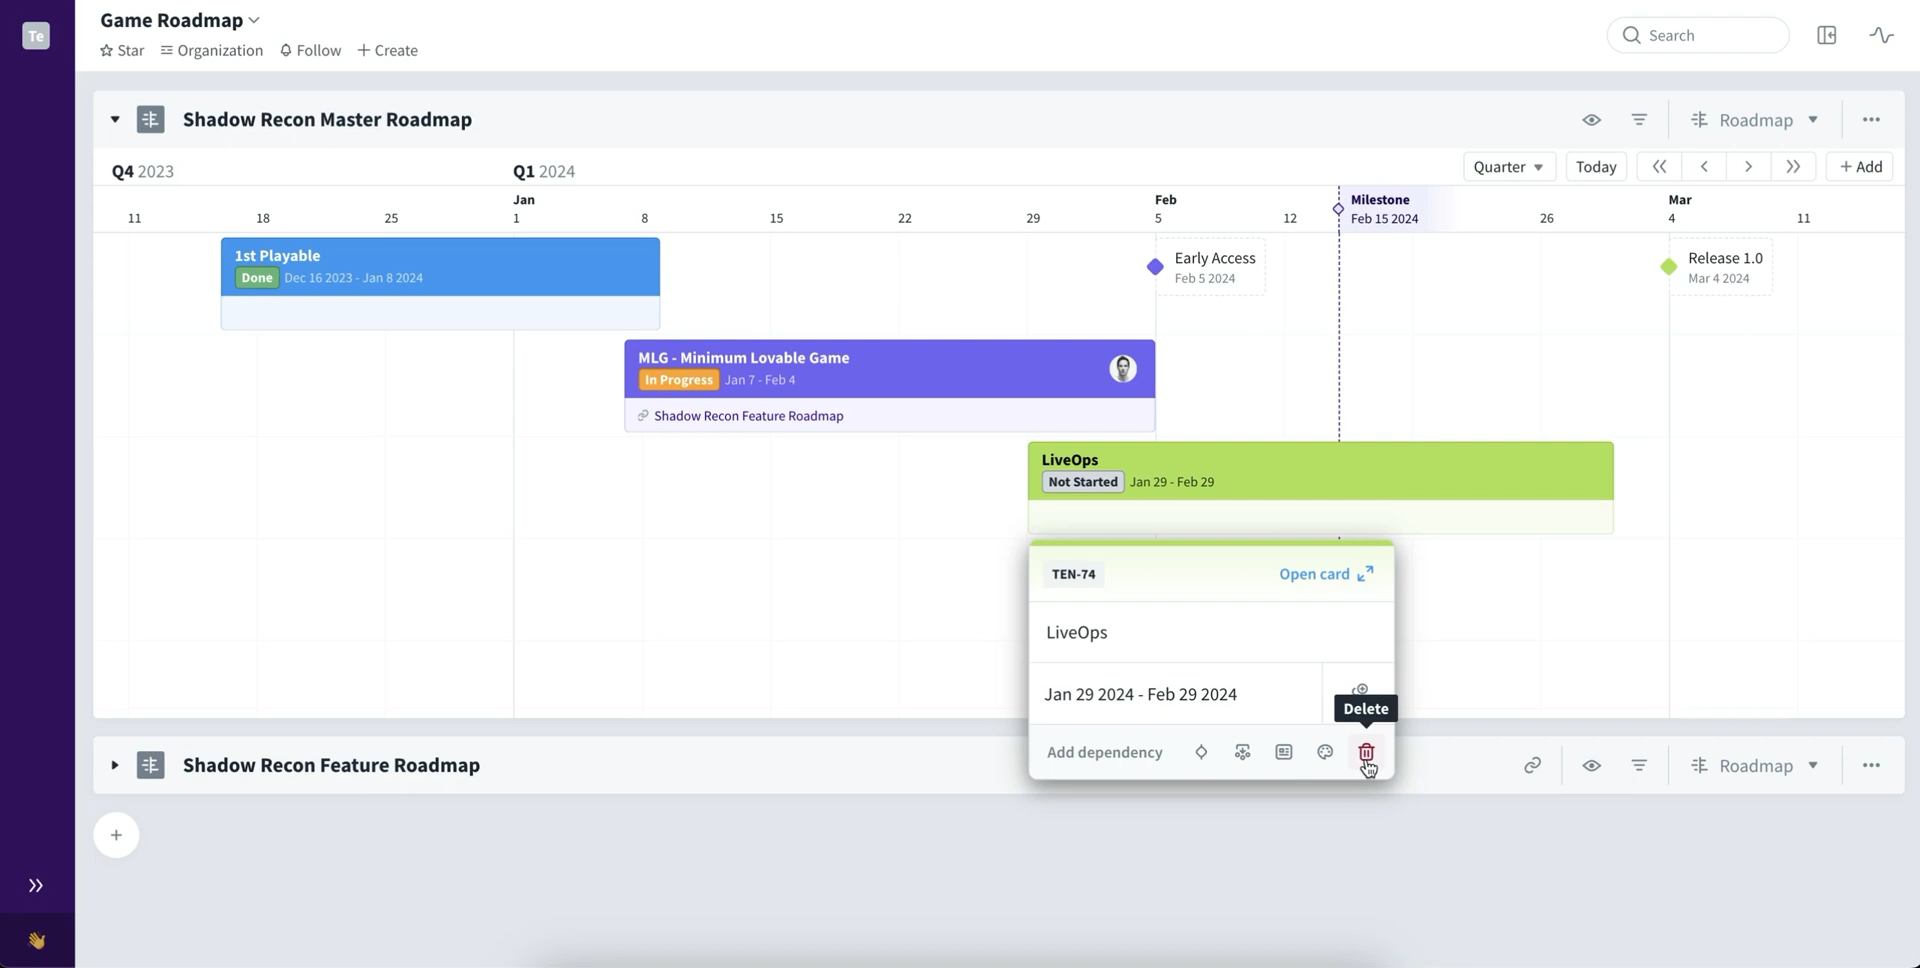 Te
Game Roadmap
Star Organization Follow + Create
Search
Shadow Recon Master Roadmap
Roadmap
Q4 2023 Q1 2024
Quarter Today + Add
Jan Feb Milestone Mar
11 18 25 1 8 15 22 29 5 12 Feb 15 2024 26 4 11
1st Playable
Done Dec 16 2023 - Jan 8 2024
Early Access
Feb 5 2024
Release 1.0
Mar 4 2024
MLG - Minimum Lovable Game
In Progress Jan 7 - Feb 4
Shadow Recon Feature Roadmap
LiveOps
Not Started Jan 29 - Feb 29
TEN-74 Open card
LiveOps
Jan 29 2024 - Feb 29 2024
Delete
Add dependency
Shadow Recon Feature Roadmap
Roadmap